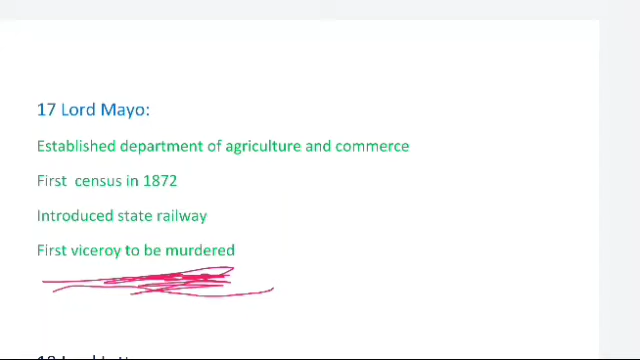 17 Lord Mayo:
Established department of agriculture and commerce
First census in 1872
Introduced state railway
First viceroy to be murdered